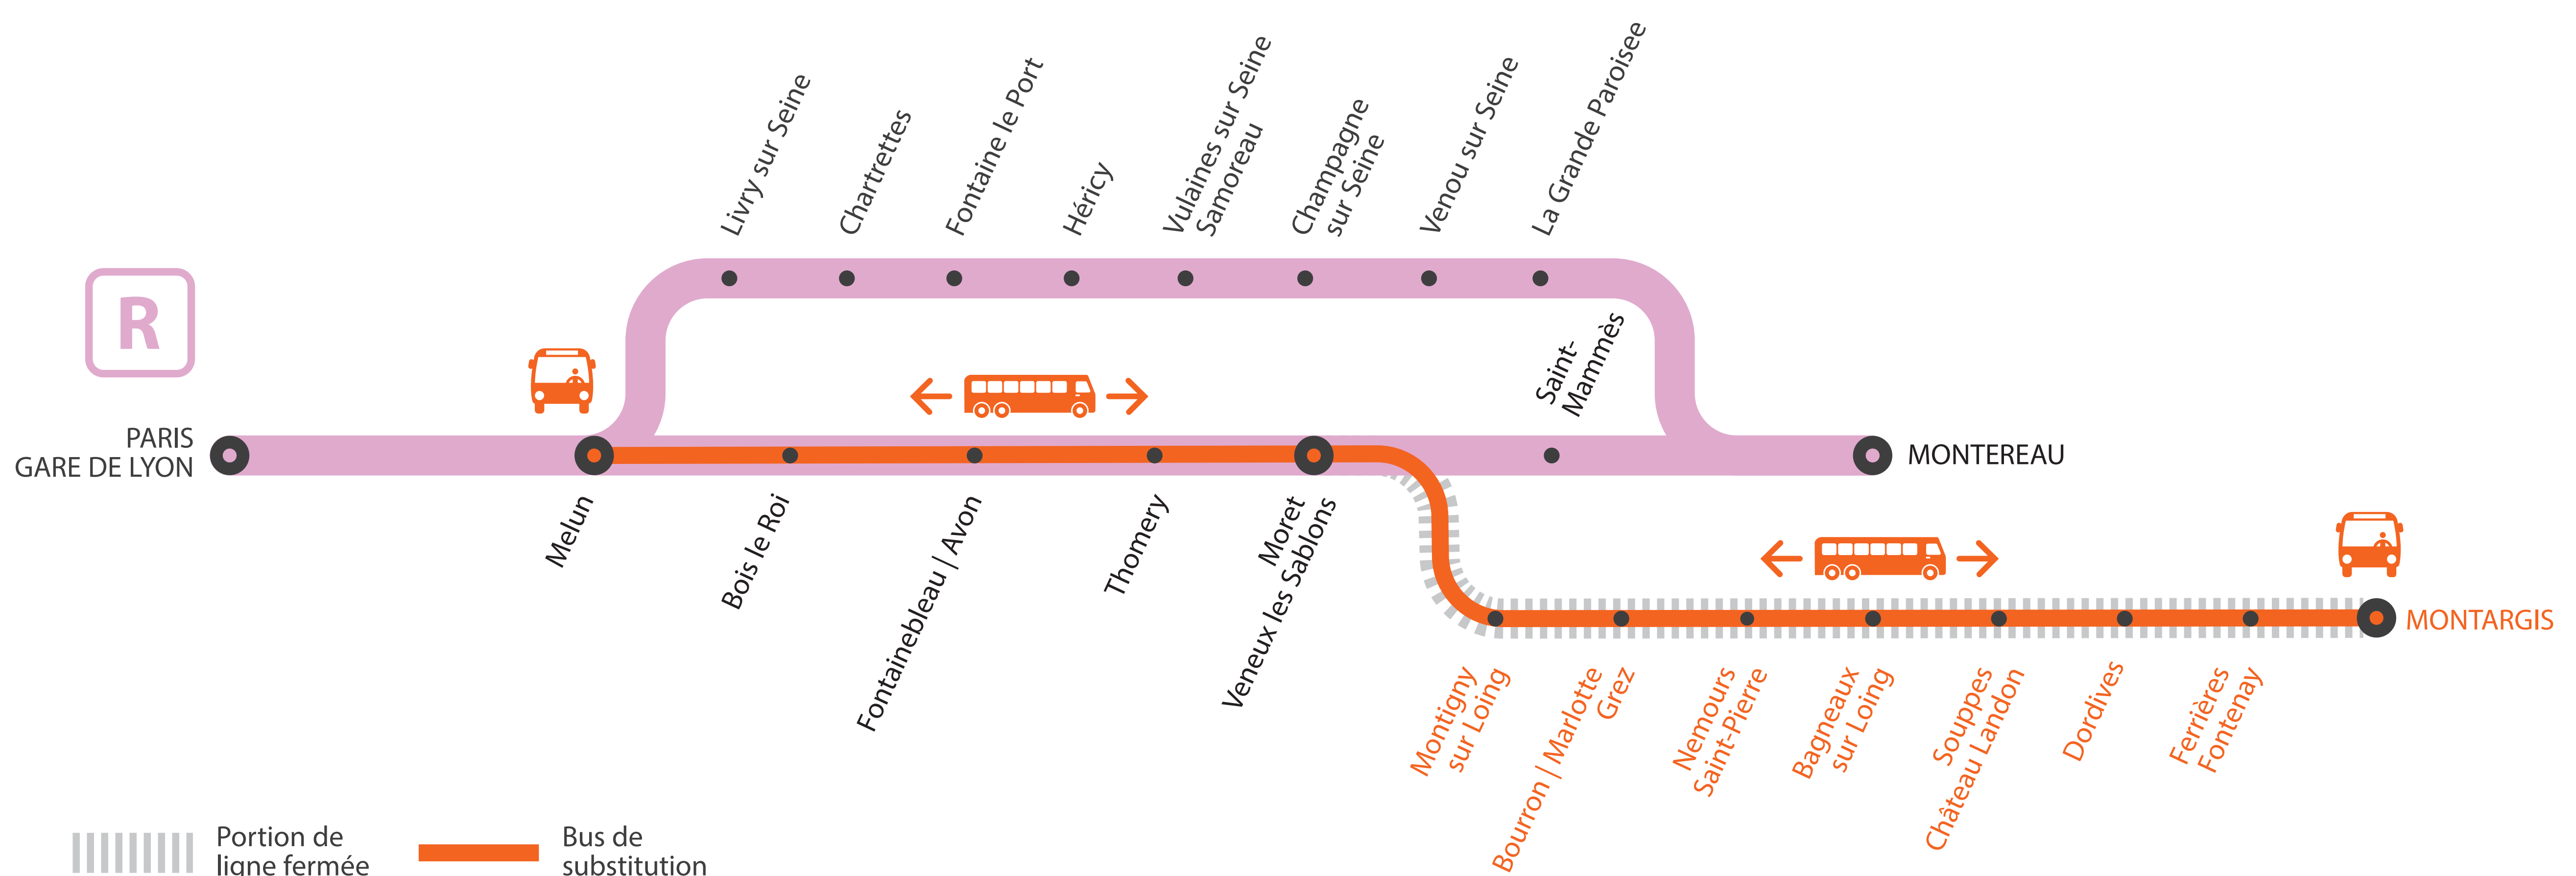 Livry sur Seine
Chartrettes
Fontaine le Port
Héricy
Vulaines sur Seine
Samoreau
Champagne
sur Seine
Venou sur Seine
La Grande Paroisee
R
Saint-
Mammès
PARIS
GARE DE LYON
MONTEREAU
Melun
Bois le Roi
Fontainebleau | Avon
Thomery
Moret
Veneux les Sablons
MONTARGIS
Montigny
sur Loing
Bourron | Marlotte
Grez
Nemours
Saint-Pierre
Bagneaux
sur Loing
Souppes
Château Landon
Dordives
Ferrières
Fontenay
Portion de
ligne fermée
Bus de
substitution